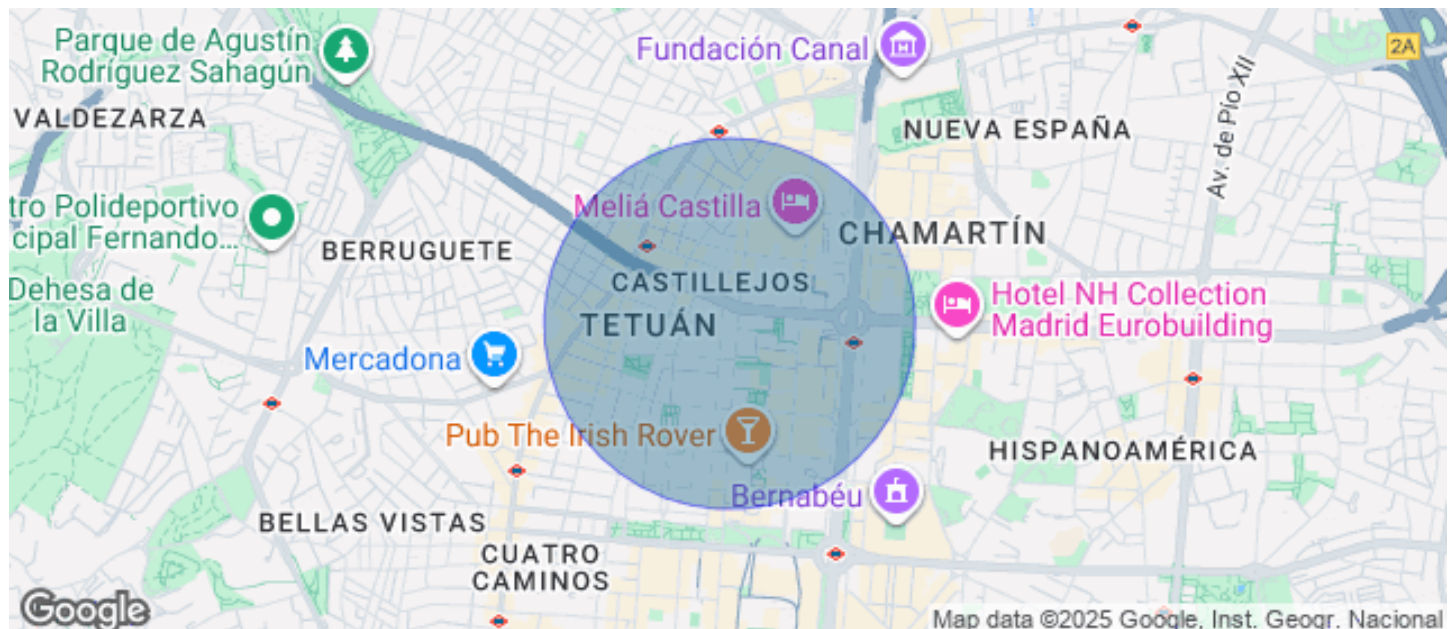 Parque de Agustín
Rodríguez Sahagún
Fundación Canal
2A
VALDEZARZA
NUEVA ESPAÑA
Av. de Pío XII
tro Polideportivo
cipal Fernando...
Meliá Castilla
CHAMARTÍN
BERRUGUETE
CASTILLEJOS
Dehesa de
la Villa
TETUÁN
Hotel NH Collection
Madrid Eurobuilding
Mercadona
Pub The Irish Rover
HISPANOAMÉRICA
Bernabéu
BELLAS VISTAS
CUATRO
CAMINOS
Google
Map data ©2025 Google, Inst. Geogr. Nacional